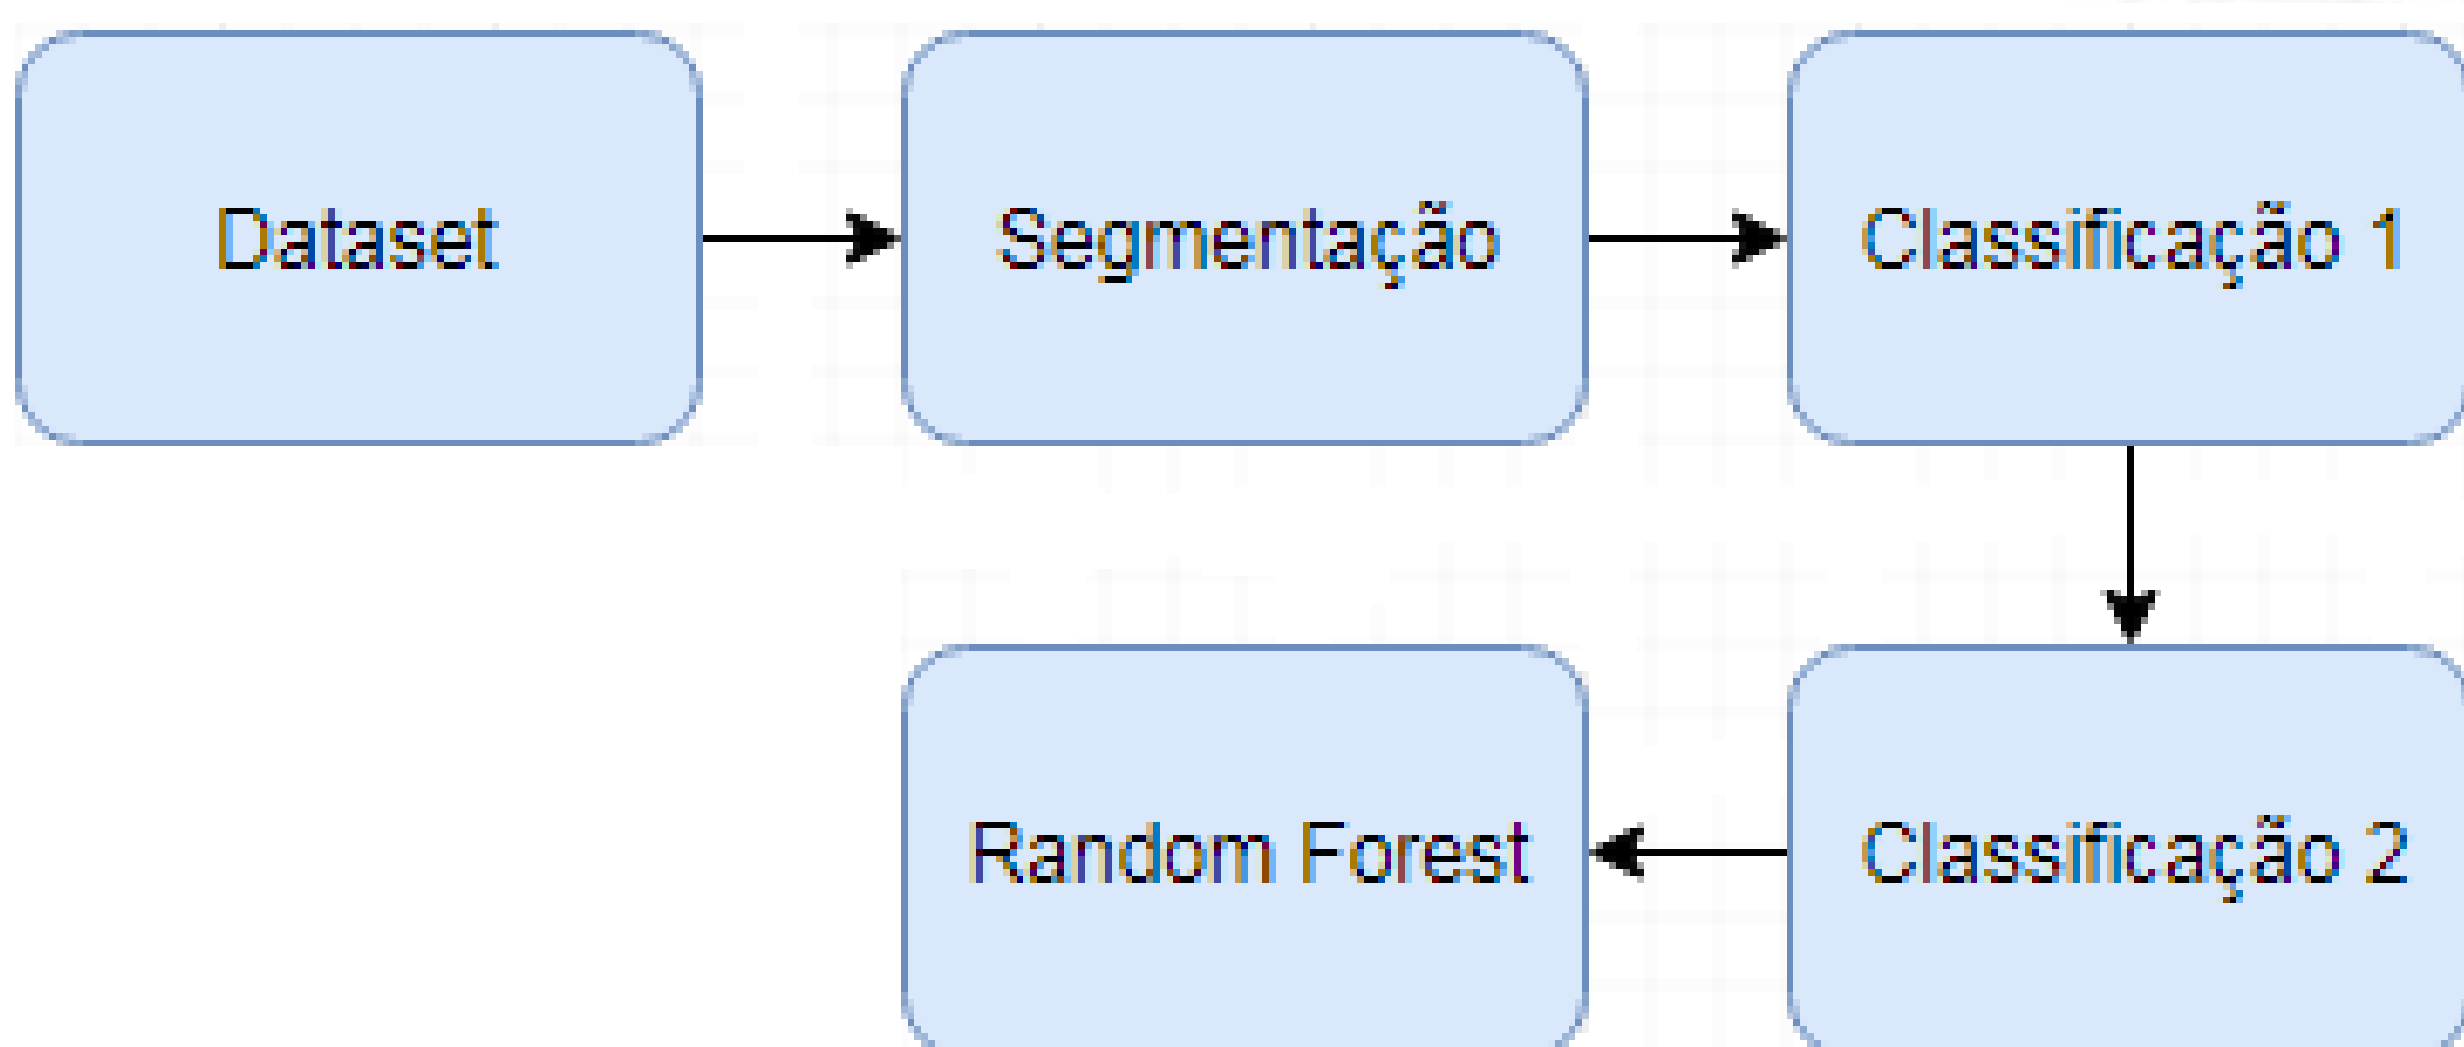 Dataset
Segmentação
Classificação 1
Random Forest
Classificação 2